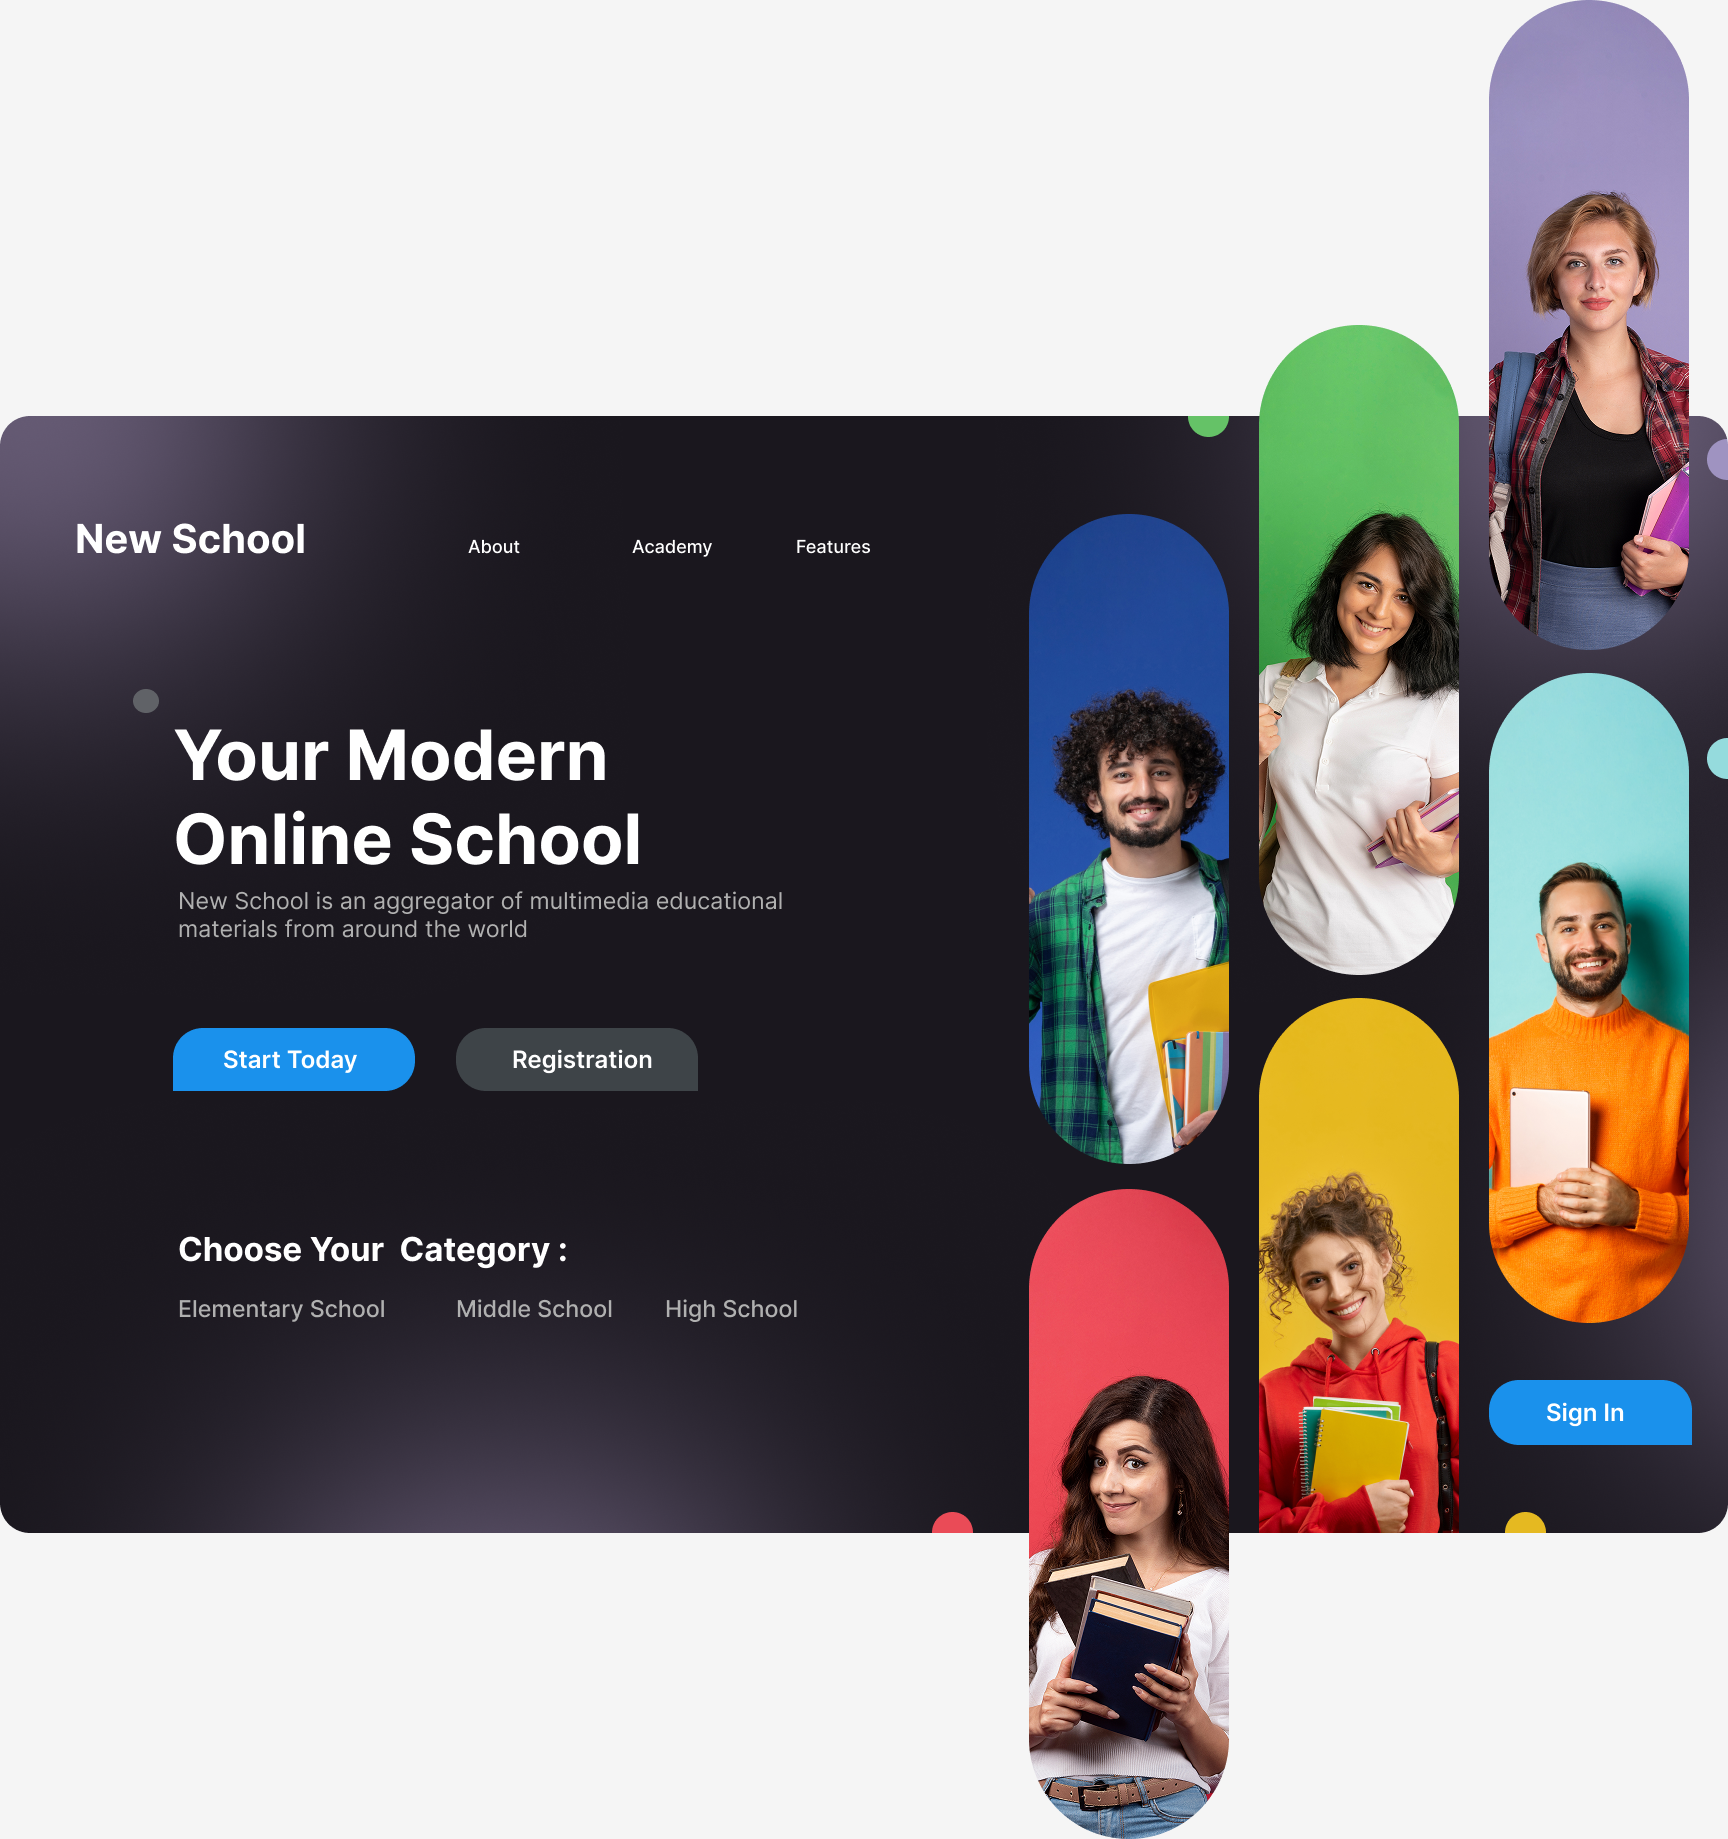 New School
About
Academy
Features
Your Modern
Online School
New School is an aggregator of multimedia educational
materials from around the world
Start Today
Registration
Choose Your  Category :
Elementary School
Middle School
High School
Sign In